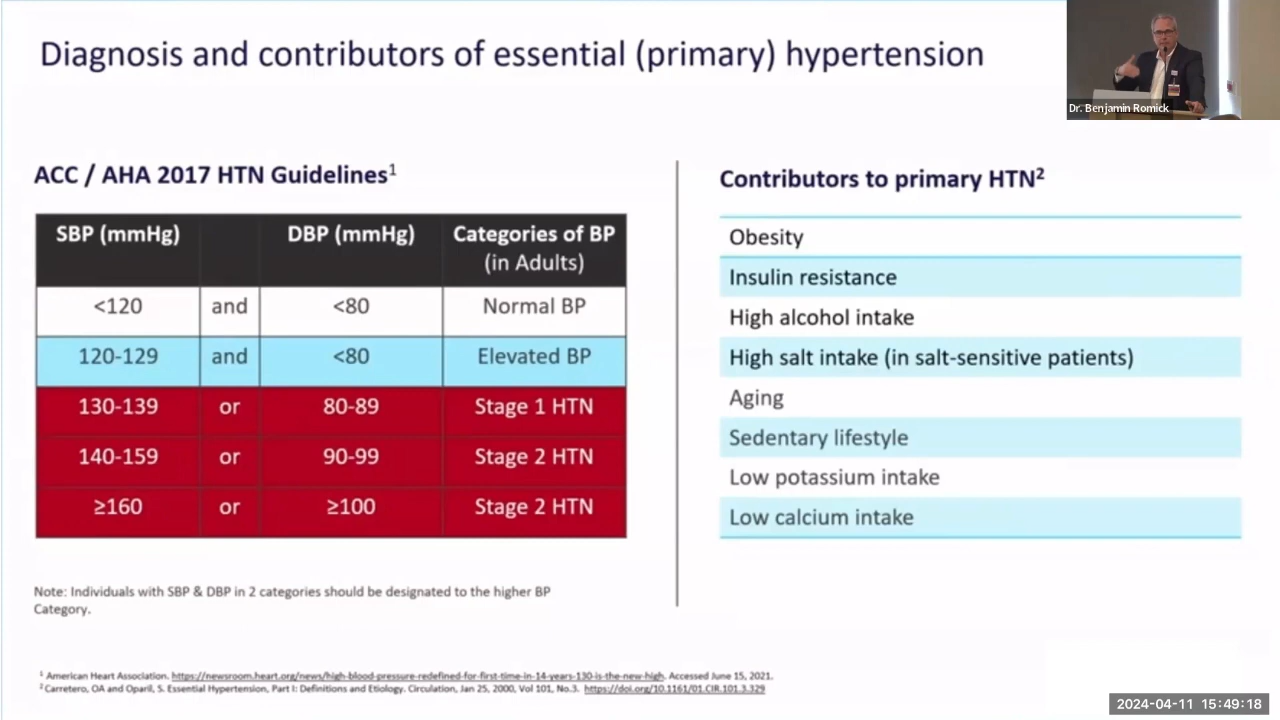 Diagnosis and contributors of essential (primary) hypertension
Dr. Benjamin Romick
ACC / AHA 2017 HTN Guidelines¹
SBP (mmHg) DBP (mmHg) Categories of BP
(in Adults)
<120 and <80 Normal BP
120-129 and <80 Elevated BP
130-139 or 80-89 Stage 1 HTN
140-159 or 90-99 Stage 2 HTN
≥160 or ≥100 Stage 2 HTN
Note: Individuals with SBP & DBP in 2 categories should be designated to the higher BP
Category.
Contributors to primary HTN²
Obesity
Insulin resistance
High alcohol intake
High salt intake (in salt-sensitive patients)
Aging
Sedentary lifestyle
Low potassium intake
Low calcium intake
¹ American Heart Association. https://newsroom.heart.org/news/high-blood-pressure-redefined-for-first-time-in-14-years-130-is-the-new-high. Accessed June 15, 2021.
² Carretero, OA and Oparil, S. Essential Hypertension, Part I: Definitions and Etiology. Circulation, Jan 25, 2000, Vol 101, No.3. https://doi.org/10.1161/01.CIR.101.3.329
2024-04-11 15:49:18